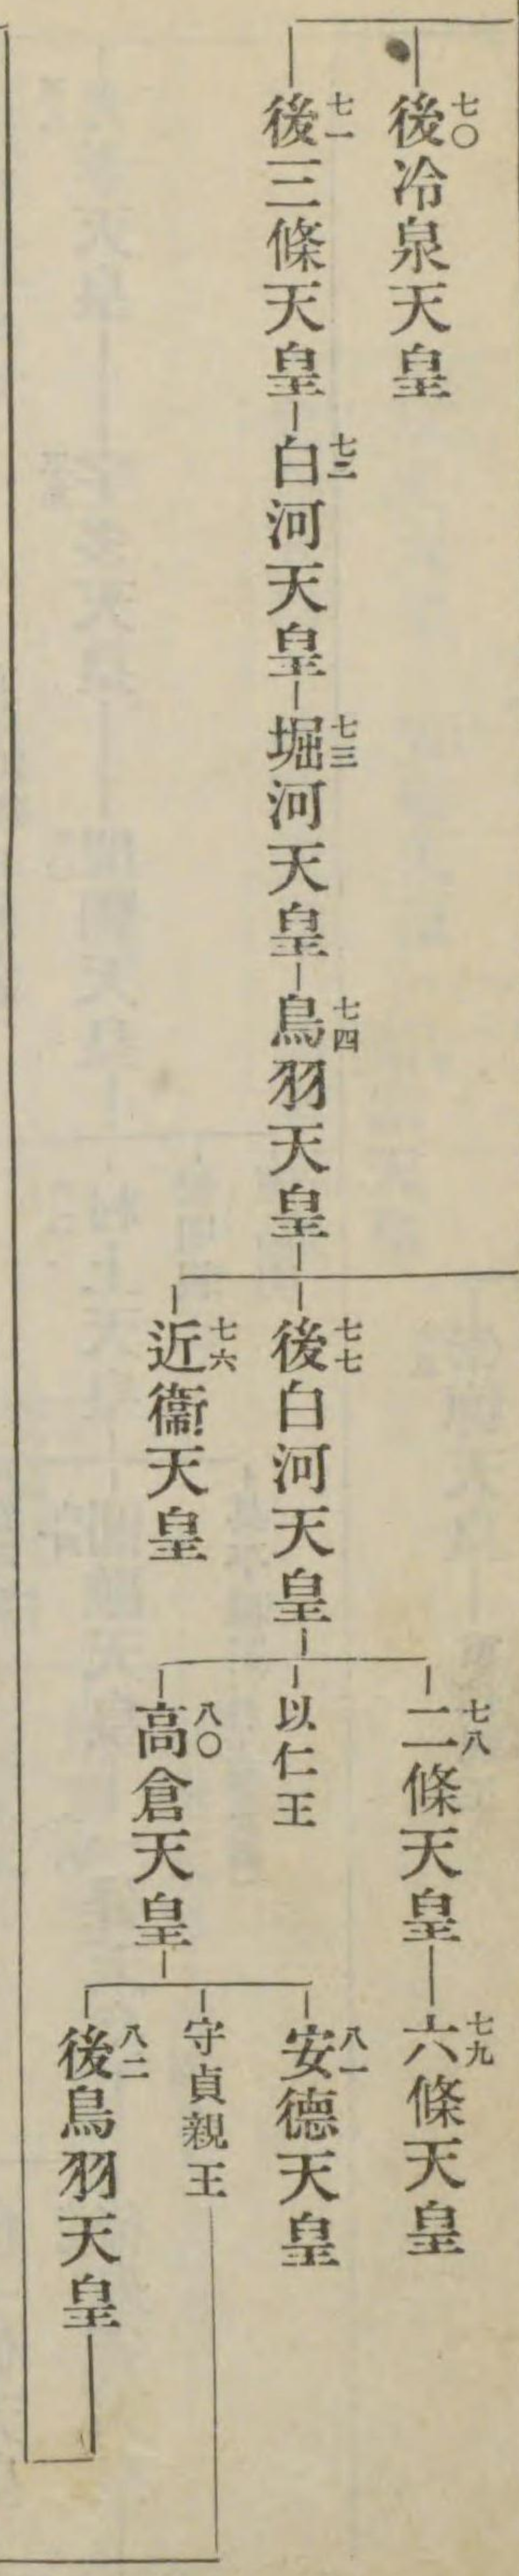 七〇
後冷泉天皇
七一
後三條天皇
七二
白河天皇
七三
堀河天皇
七四
鳥羽天皇
七七
後白河天皇
七六
近衞天皇
七八
二條天皇
七九
六條天皇
以仁王
八〇
高倉天皇
八一
安德天皇
守貞親王
八二
後鳥羽天皇